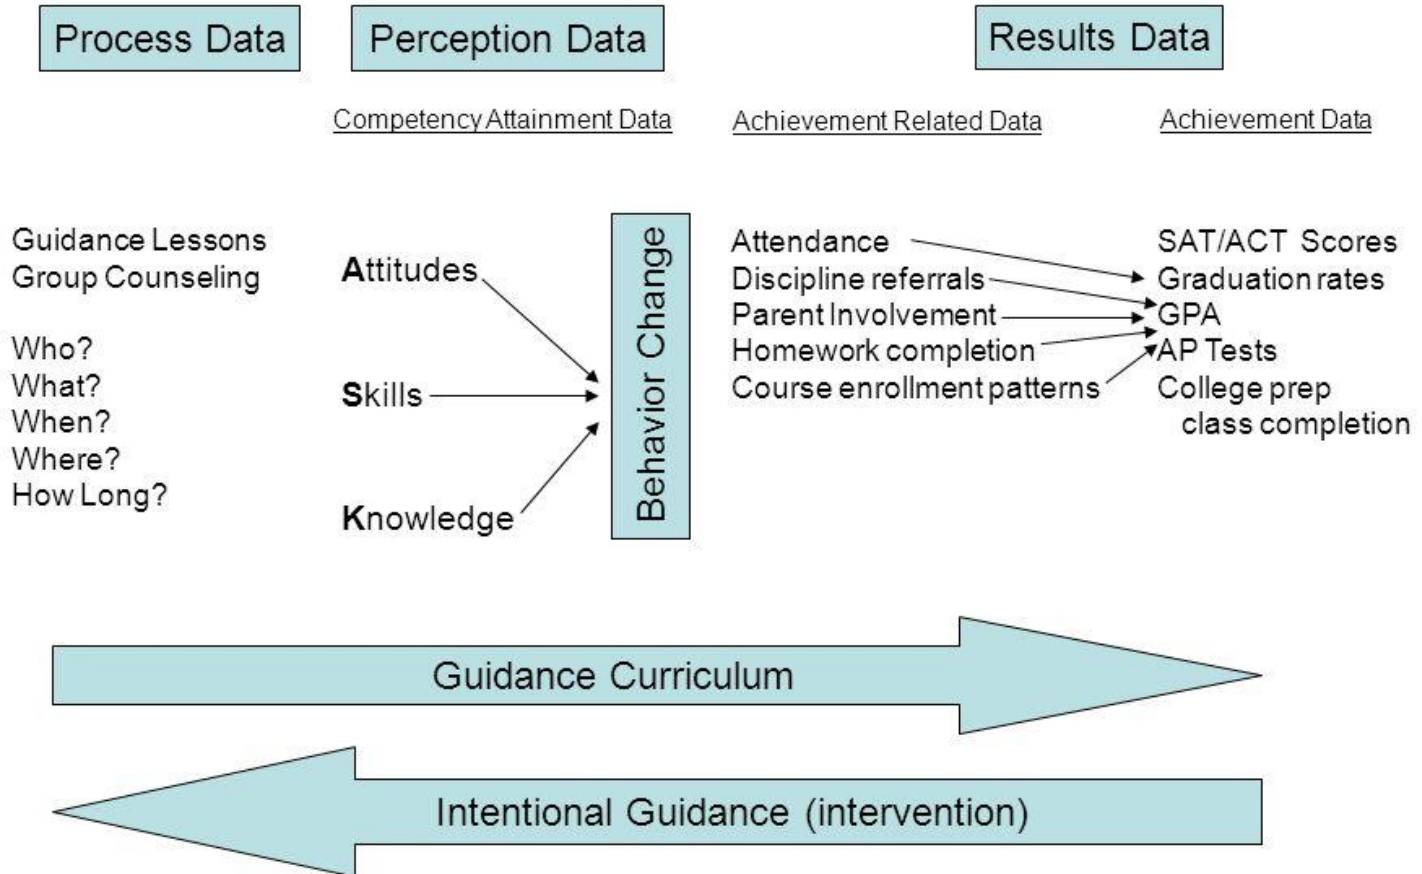 Process Data
Perception Data
Results Data
Competency Attainment Data
Achievement Related Data
Achievement Data
Guidance Lessons
Group Counseling
Who?
What?
When?
Where?
How Long?
Attitudes
Skills
Knowledge
Behavior Change
Attendance
Discipline referrals
Parent Involvement
Homework completion
Course enrollment patterns
SAT/ACT Scores
Graduation rates
GPA
AP Tests
College prep
class completion
Guidance Curriculum
Intentional Guidance (intervention)